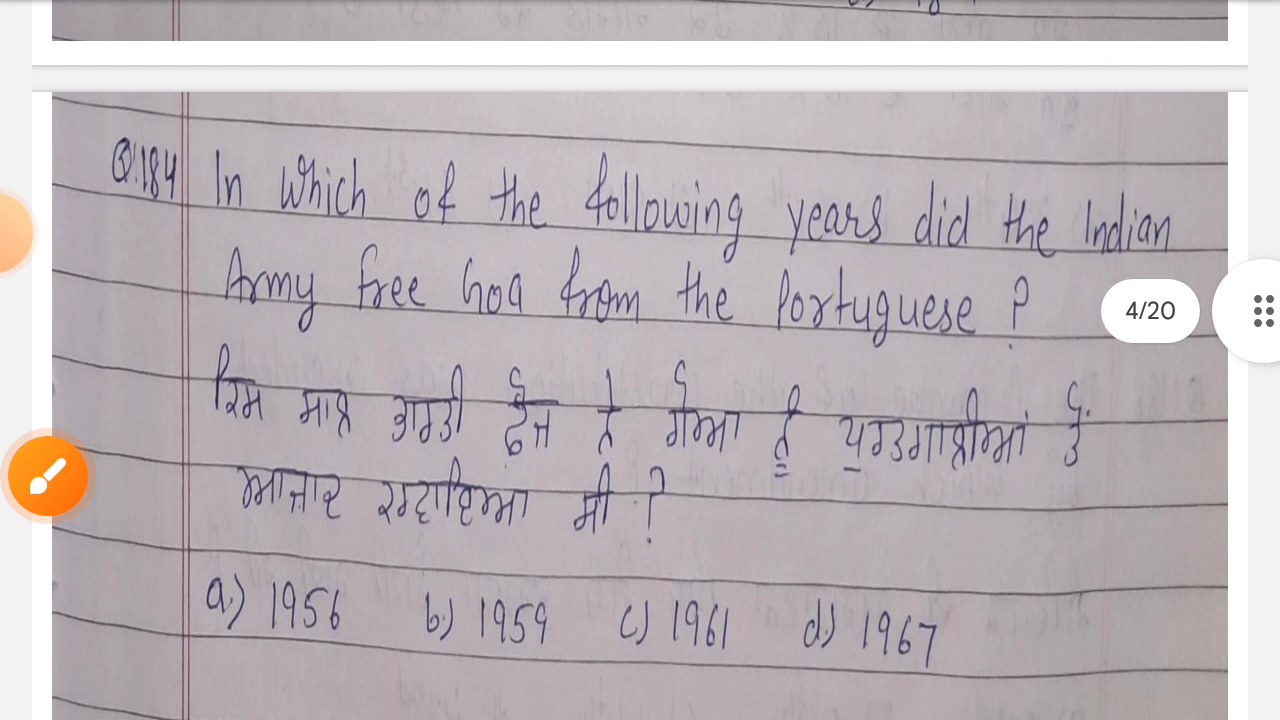 Q.184 In which of the following years did the Indian
Army free Goa from the Portuguese ?
ਕਿਸ ਸਾਲ ਭਾਰਤੀ ਫੌਜ ਨੇ ਗੋਆ ਨੂੰ ਪੁਰਤਗਾਲੀਆਂ ਤੋਂ
ਆਜ਼ਾਦ ਕਰਵਾਇਆ ਸੀ ?
a.) 1956 b.) 1959 c.) 1961 d.) 1967
4/20